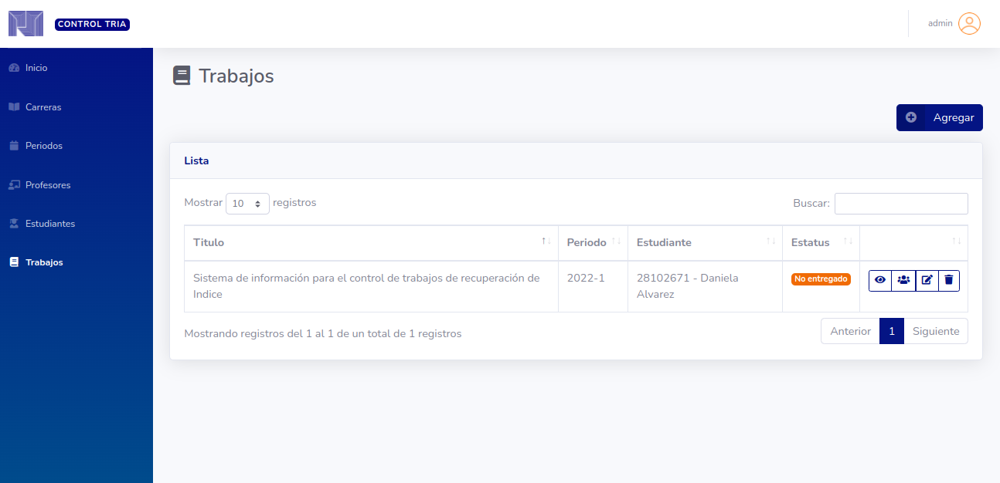 CONTROL TRIA
admin
Inicio
Carreras
Periodos
Profesores
Estudiantes
Trabajos
Trabajos
Agregar
Lista
Mostrar 10 registros
Buscar:
Titulo Periodo Estudiante Estatus
Sistema de información para el control de trabajos de recuperación de
Indice
2022-1
28102671 - Daniela
Alvarez
No entregado
Mostrando registros del 1 al 1 de un total de 1 registros
Anterior 1 Siguiente